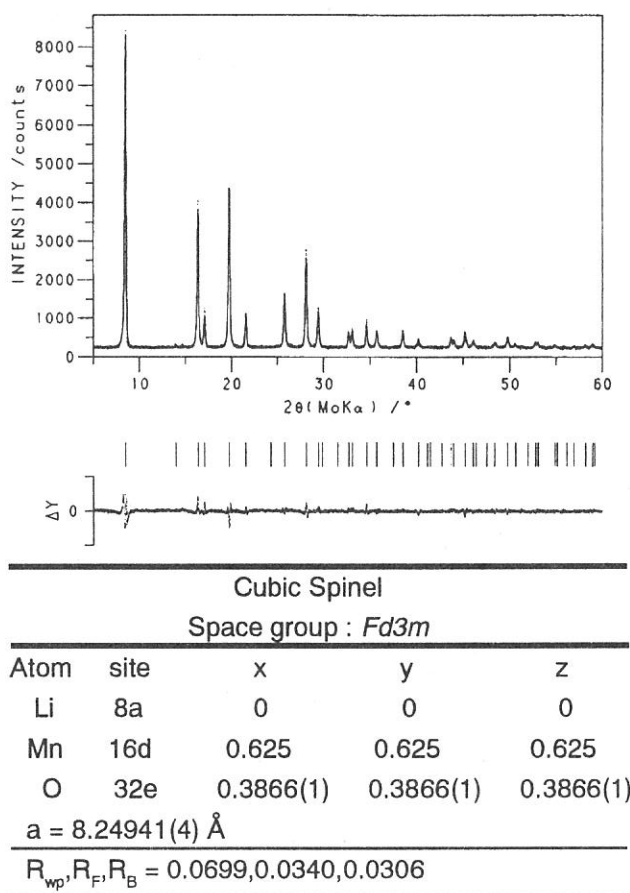 8000
7000
6000
5000
4000
3000
2000
1000
0
INTENSITY /counts
10 20 30 40 50 60
2θ(MoKα) /°
ΔY 0
Cubic Spinel
Space group : Fd3m
Atom site x y z
Li 8a 0 0 0
Mn 16d 0.625 0.625 0.625
O 32e 0.3866(1) 0.3866(1) 0.3866(1)
a = 8.24941(4) Å
Rwp,RF,RB = 0.0699,0.0340,0.0306